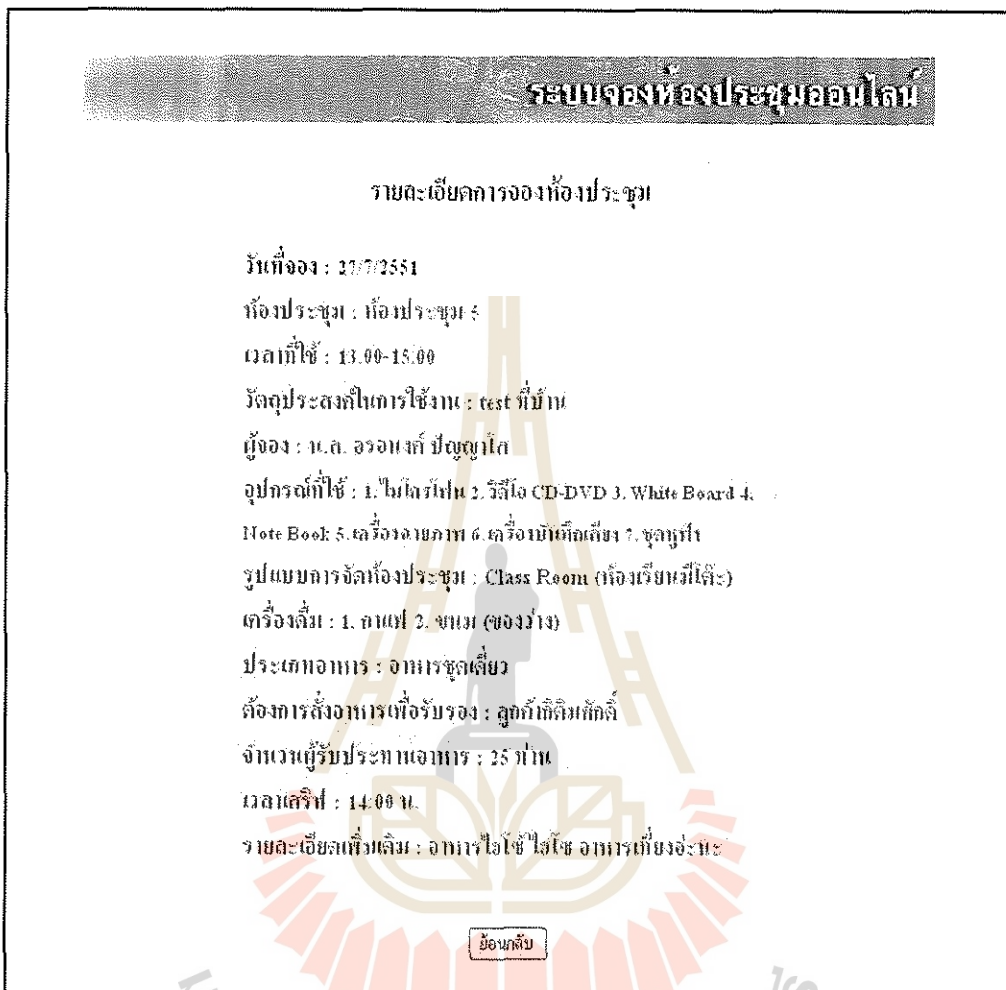 ระบบจองห้องประชุมออนไลน์
รายละเอียดการจองห้องประชุม
วันที่จอง : 27/7/2551
ห้องประชุม : ห้องประชุม 5
เวลาที่ใช้ : 13.00-15.00
วัตถุประสงค์ในการใช้งาน : test ที่บ้าน
ผู้จอง : น.ส. อรอนงค์ ปัญญาใส
อุปกรณ์ที่ใช้ : 1. ไมโครโฟน 2. วิดีโอ CD-DVD 3. White Board 4.
Note Book 5. เครื่องฉายภาพ 6. เครื่องบันทึกเสียง 7. ชุดหูฟัง
รูปแบบการจัดห้องประชุม : Class Room (ห้องเรียนมีโต๊ะ)
เครื่องดื่ม : 1. กาแฟ 2. ขนม (ของว่าง)
ประเภทอาหาร : อาหารชุดเดี่ยว
ต้องการสั่งอาหารเพื่อรับรอง : ลูกค้ากิติมศักดิ์
จำนวนผู้รับประทานอาหาร : 25 ท่าน
เวลาเสริฟ : 14:00 น.
รายละเอียดเพิ่มเติม : อาหารไฮโซ้ ไฮโซ อาหารเที่ยงอ่ะนะ
ย้อนกลับ